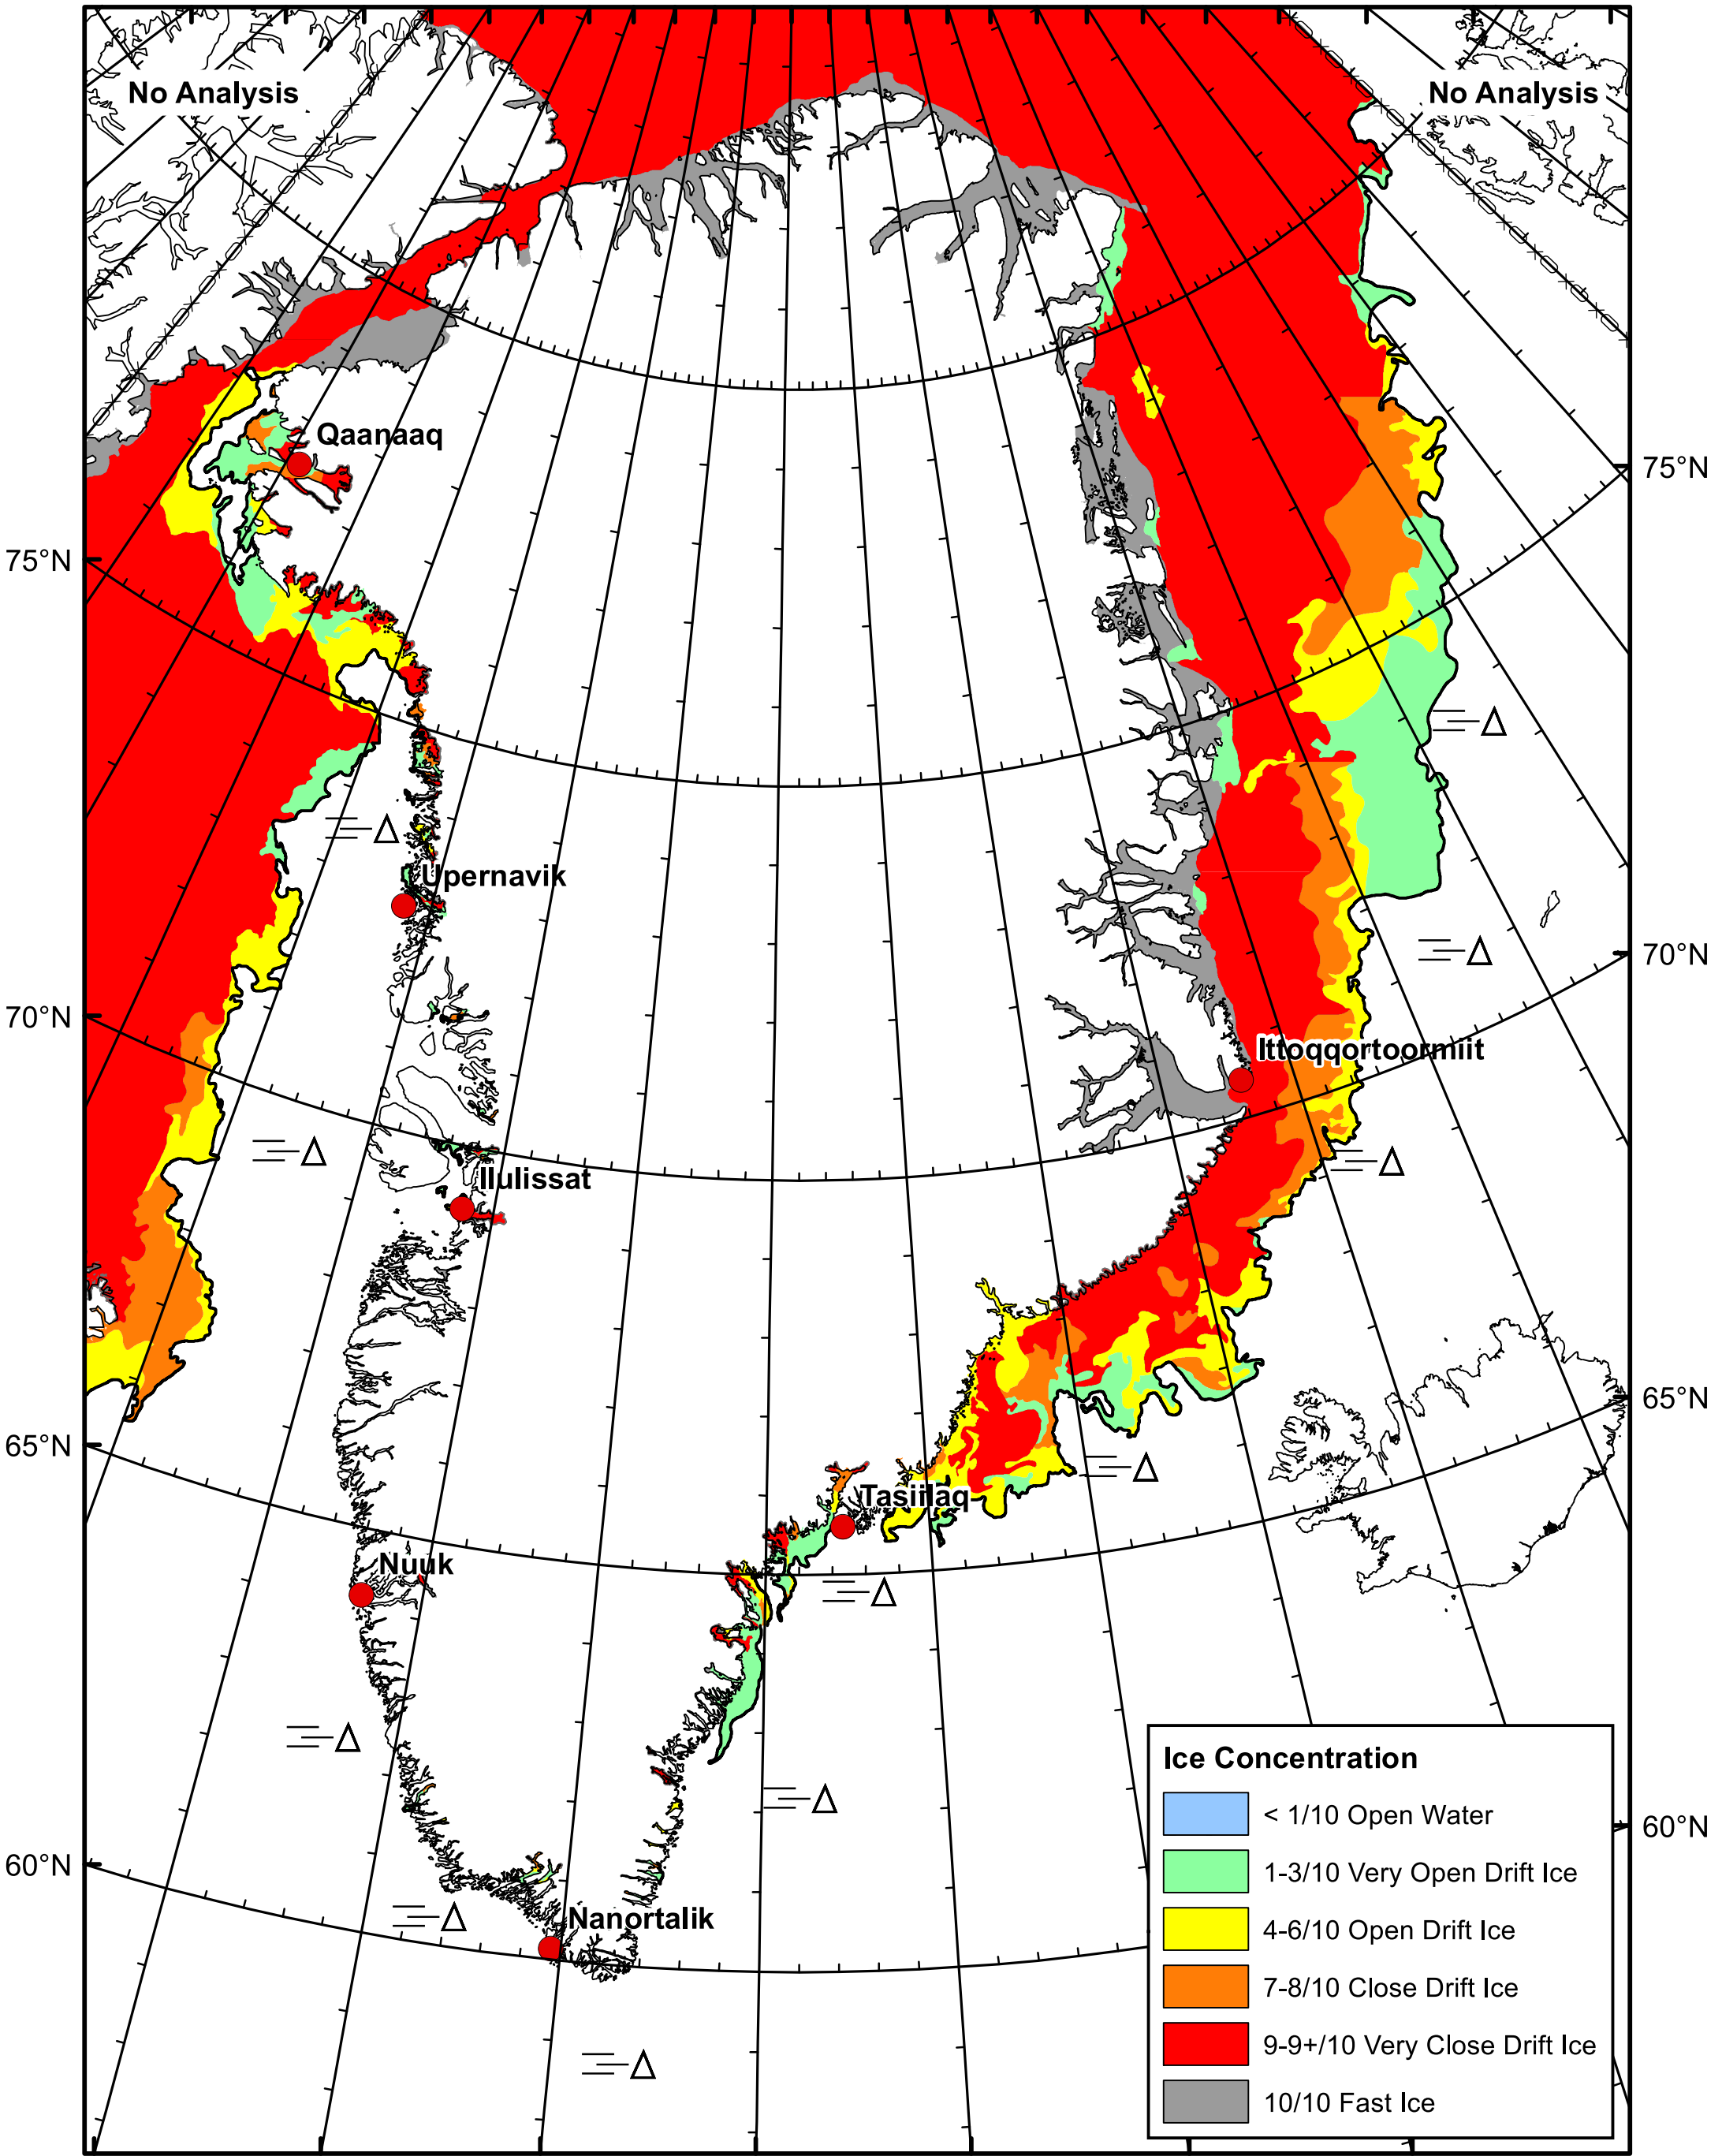 No Analysis
No Analysis
Qaanaaq
75°N
75°N
Upernavik
70°N
70°N
Ittoqqortoormiit
Ilulissat
65°N
65°N
Tasiilaq
Nuuk
60°N
60°N
Nanortalik
Ice Concentration
< 1/10 Open Water
1-3/10 Very Open Drift Ice
4-6/10 Open Drift Ice
7-8/10 Close Drift Ice
9-9+/10 Very Close Drift Ice
10/10 Fast Ice